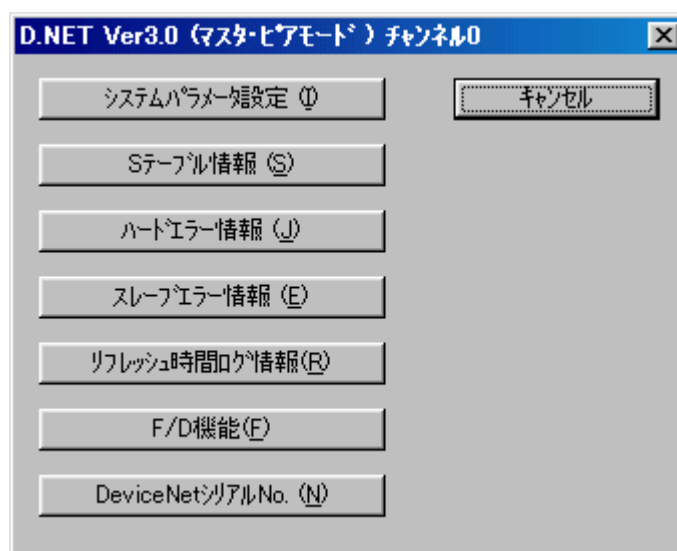 D.NET Ver3.0 (ﾏｽﾀ・ﾋﾟｱﾓｰﾄﾞ) ﾁｬﾝﾈﾙ0
ｼｽﾃﾑﾊﾟﾗﾒｰﾀ設定 (I)
ｷｬﾝｾﾙ
Sﾃｰﾌﾞﾙ情報 (S)
ﾊｰﾄﾞｴﾗｰ情報 (J)
ｽﾚｰﾌﾞｴﾗｰ情報 (E)
ﾘﾌﾚｯｼｭ時間ﾛｸﾞ情報(R)
F/D機能(F)
DeviceNetｼﾘｱﾙNo. (N)